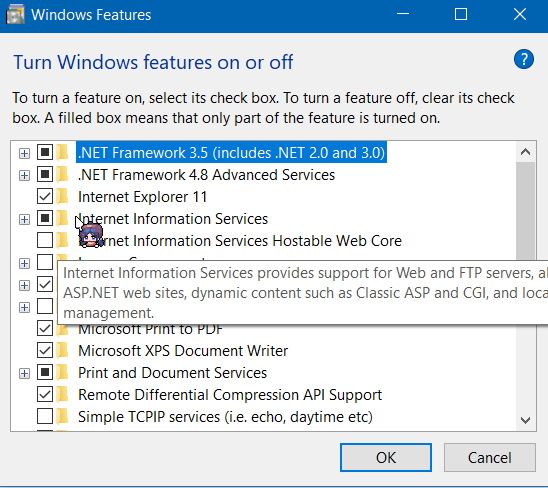 Windows Features
Turn Windows features on or off
?
To turn a feature on, select its check box. To turn a feature off, clear its check
box. A filled box means that only part of the feature is turned on.
.NET Framework 3.5 (includes .NET 2.0 and 3.0)
.NET Framework 4.8 Advanced Services
Internet Explorer 11
Internet Information Services
Information Services Hostable Web Core
Internet Information Services provides support for Web and FTP servers,
ASP.NET web sites, dynamic content such as Classic ASP and CGI, and
management.
Microsoft Print to PDF
Microsoft XPS Document Writer
Print and Document Services
Remote Differential Compression API Support
Simple TCPIP services (i.e. echo, daytime etc)
OK
Cancel